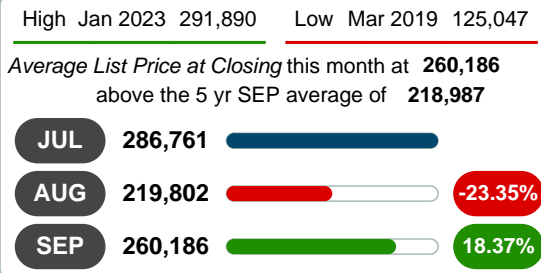 High Jan 2023 291,890 Low Mar 2019 125,047
Average List Price at Closing this month at 260,186
above the 5 yr SEP average of 218,987
JUL 286,761
AUG 219,802 -23.35%
SEP 260,186 18.37%